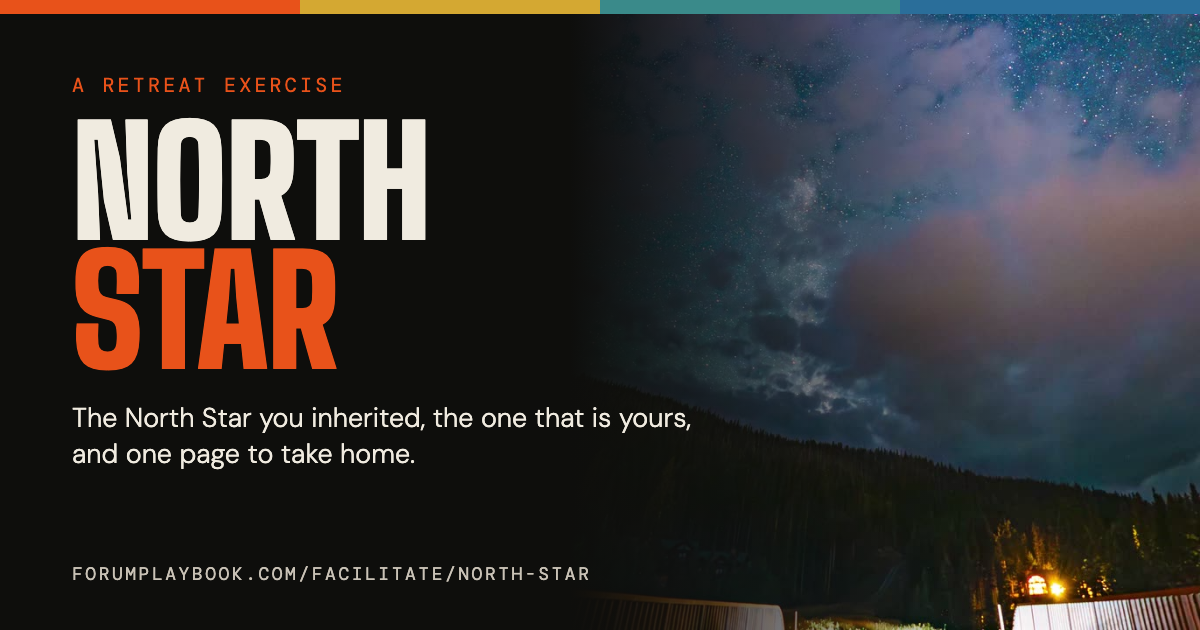 A RETREAT EXERCISE
NORTH
STAR
The North Star you inherited, the one that is yours,
and one page to take home.
FORUMPLAYBOOK.COM/FACILITATE/NORTH-STAR